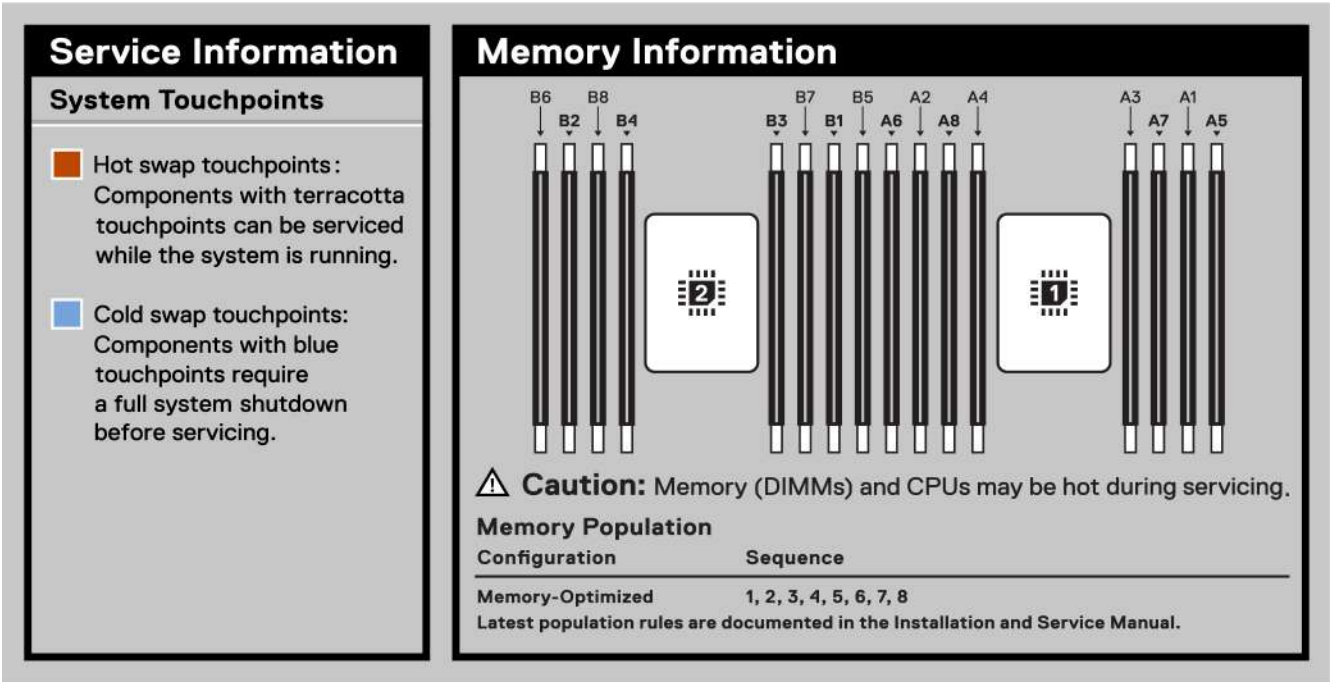 Service Information
System Touchpoints
Hot swap touchpoints:
Components with terracotta
touchpoints can be serviced
while the system is running.
Cold swap touchpoints:
Components with blue
touchpoints require
a full system shutdown
before servicing.
Memory Information
B6 B8 B7 B5 A2 A4 A3 A1
B2 B4 B3 B1 A6 A8 A7 A5
2 1
Caution: Memory (DIMMs) and CPUs may be hot during servicing.
Memory Population
Configuration Sequence
Memory-Optimized 1, 2, 3, 4, 5, 6, 7, 8
Latest population rules are documented in the Installation and Service Manual.